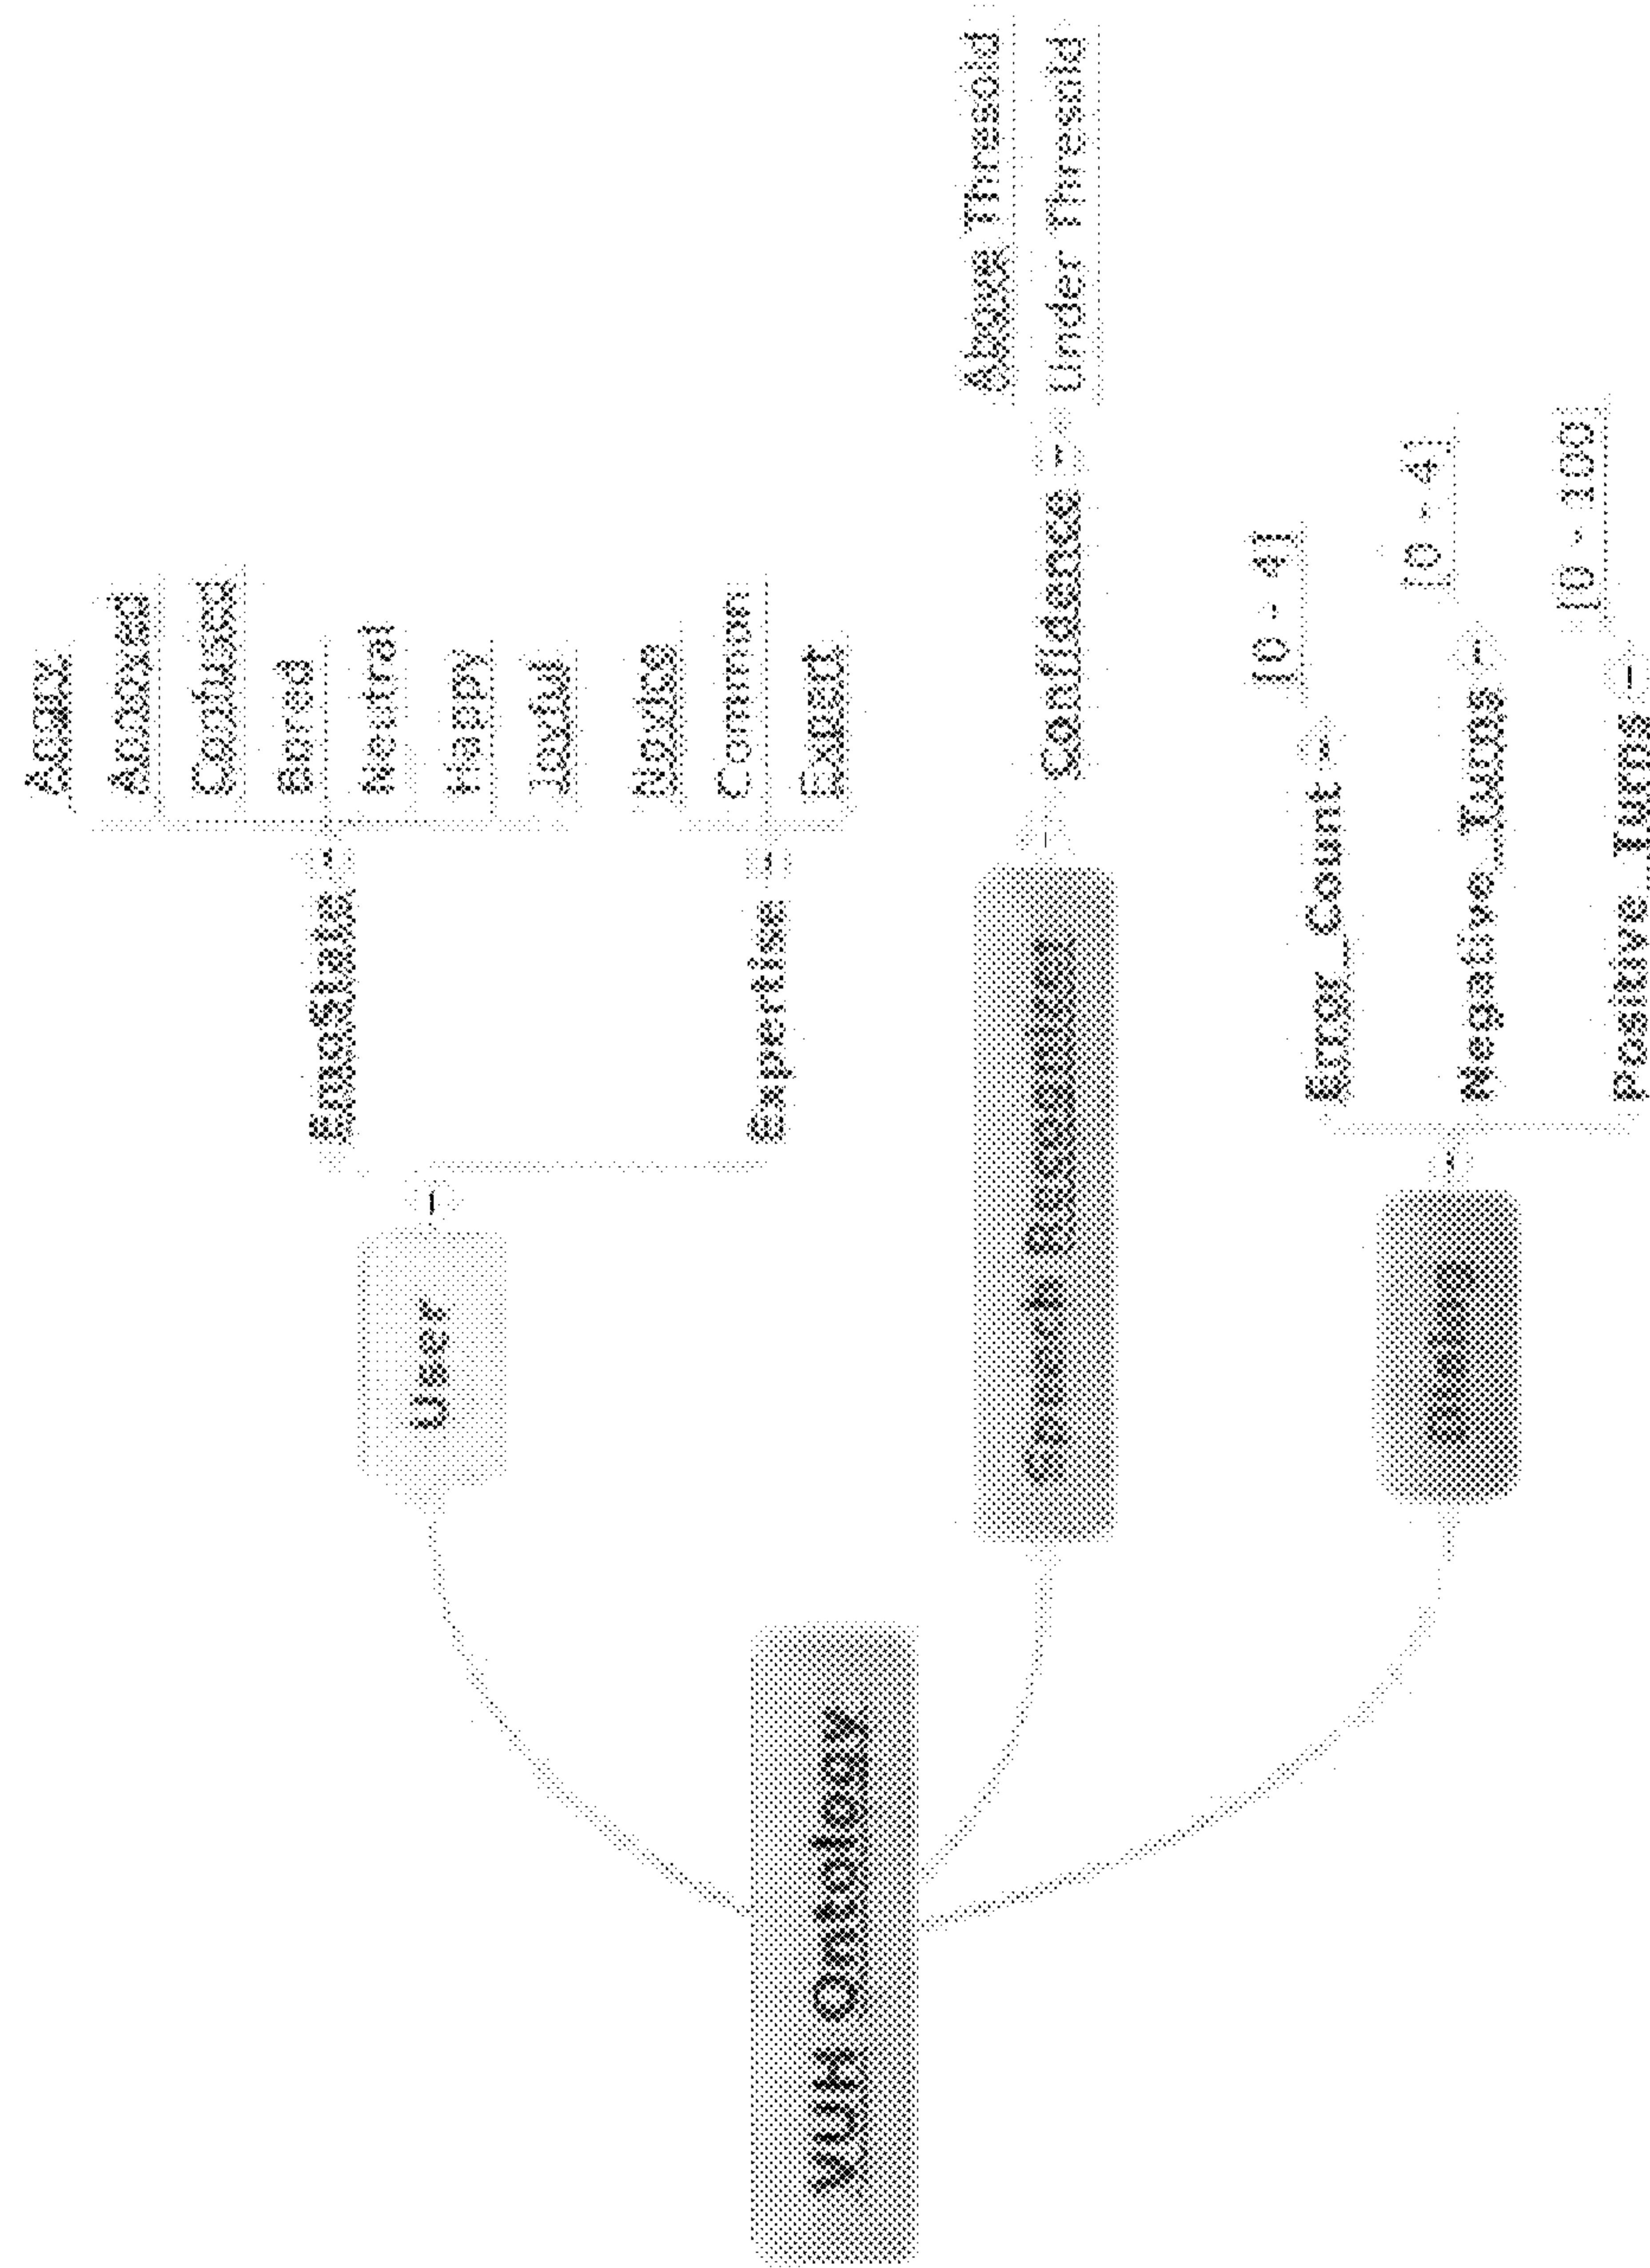 VUH Ontology
User
EmoStatis
Angry
Annoyed
Confused
Bored
Neutral
Happy
Joyful
Expertise
Novice
Common
Expert
Confidence
Above Thresold
Under Thresold
Error_Count
[0 - 4]
Negative_Turns
[0 - 4]
Positive_Turns
[0 - 100]